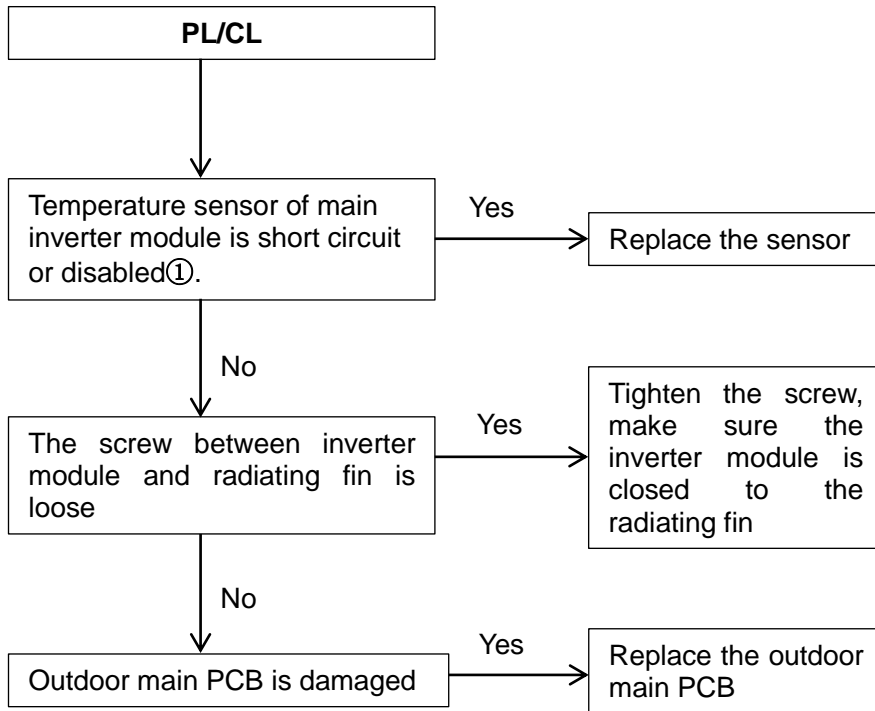 PL/CL
Temperature sensor of main
inverter module is short circuit
or disabled①.
Yes
Replace the sensor
No
The screw between inverter
module and radiating fin is
loose
Yes
Tighten the screw,
make sure the
inverter module is
closed to the
radiating fin
No
Outdoor main PCB is damaged
Yes
Replace the outdoor
main PCB